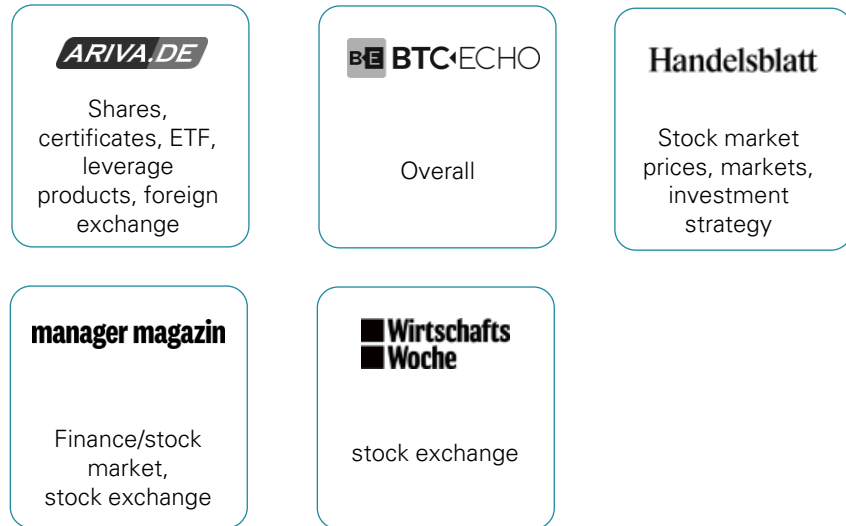 ARIVA.DE
Shares,
certificates, ETF,
leverage
products, foreign
exchange
BE BTC ECHO
Overall
Handelsblatt
Stock market
prices, markets,
investment
strategy
manager magazin
Finance/stock
market,
stock exchange
Wirtschafts
Woche
stock exchange